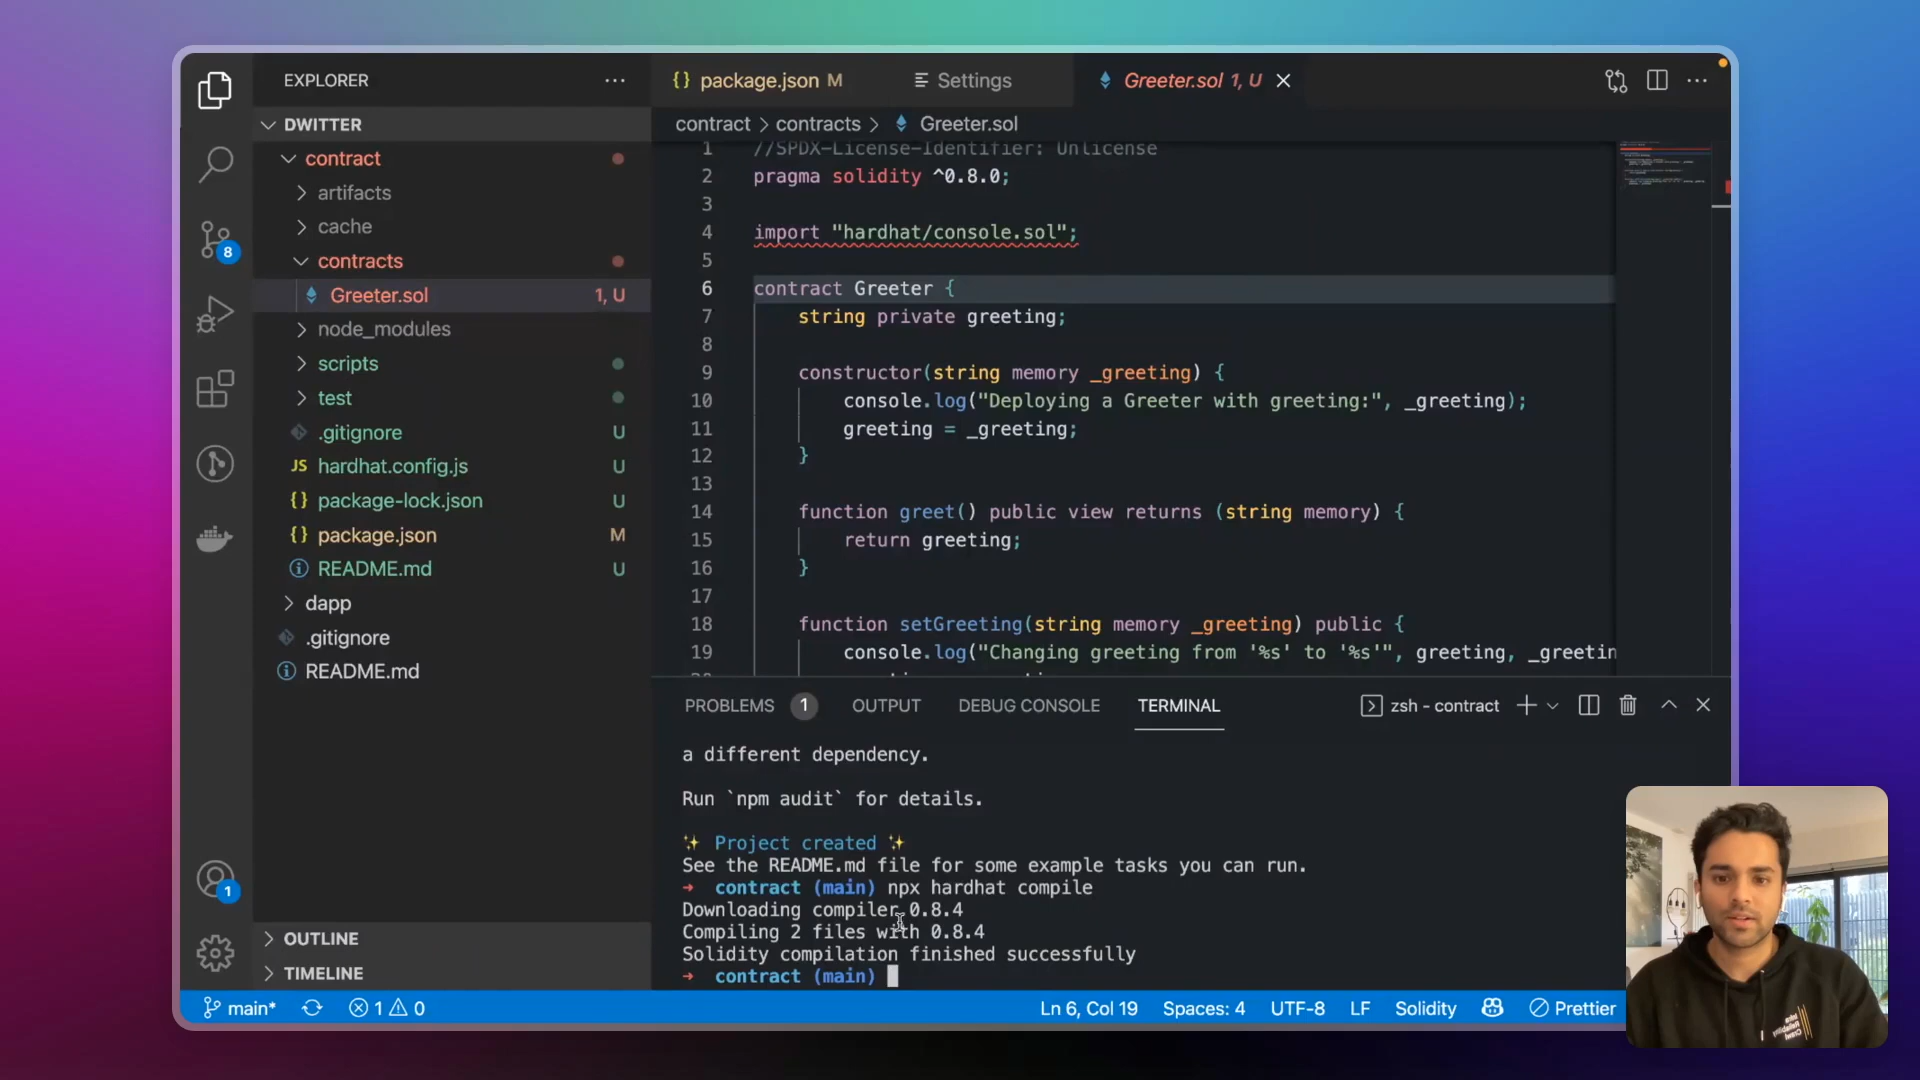 EXPLORER
DWITTER
contract
artifacts
cache
contracts
Greeter.sol 1, U
node_modules
scripts
test
.gitignore U
JS hardhat.config.js U
{} package-lock.json U
{} package.json M
README.md U
dapp
.gitignore
README.md
OUTLINE
TIMELINE
8
1
{} package.json M
Settings
Greeter.sol 1, U
contract > contracts > Greeter.sol
1 //SPDX-License-Identifier: Unlicense
2 pragma solidity ^0.8.0;
3
4 import "hardhat/console.sol";
5
6 contract Greeter {
7 string private greeting;
8
9 constructor(string memory _greeting) {
10 console.log("Deploying a Greeter with greeting:", _greeting);
11 greeting = _greeting;
12 }
13
14 function greet() public view returns (string memory) {
15 return greeting;
16 }
17
18 function setGreeting(string memory _greeting) public {
19 console.log("Changing greeting from '%s' to '%s'", greeting, _greetin
PROBLEMS 1 OUTPUT DEBUG CONSOLE TERMINAL zsh - contract
a different dependency.
Run `npm audit` for details.
✨ Project created ✨
See the README.md file for some example tasks you can run.
➜ contract (main) npx hardhat compile
Downloading compiler 0.8.4
Compiling 2 files with 0.8.4
Solidity compilation finished successfully
➜ contract (main)
main* 1 0 Ln 6, Col 19 Spaces: 4 UTF-8 LF Solidity Prettier